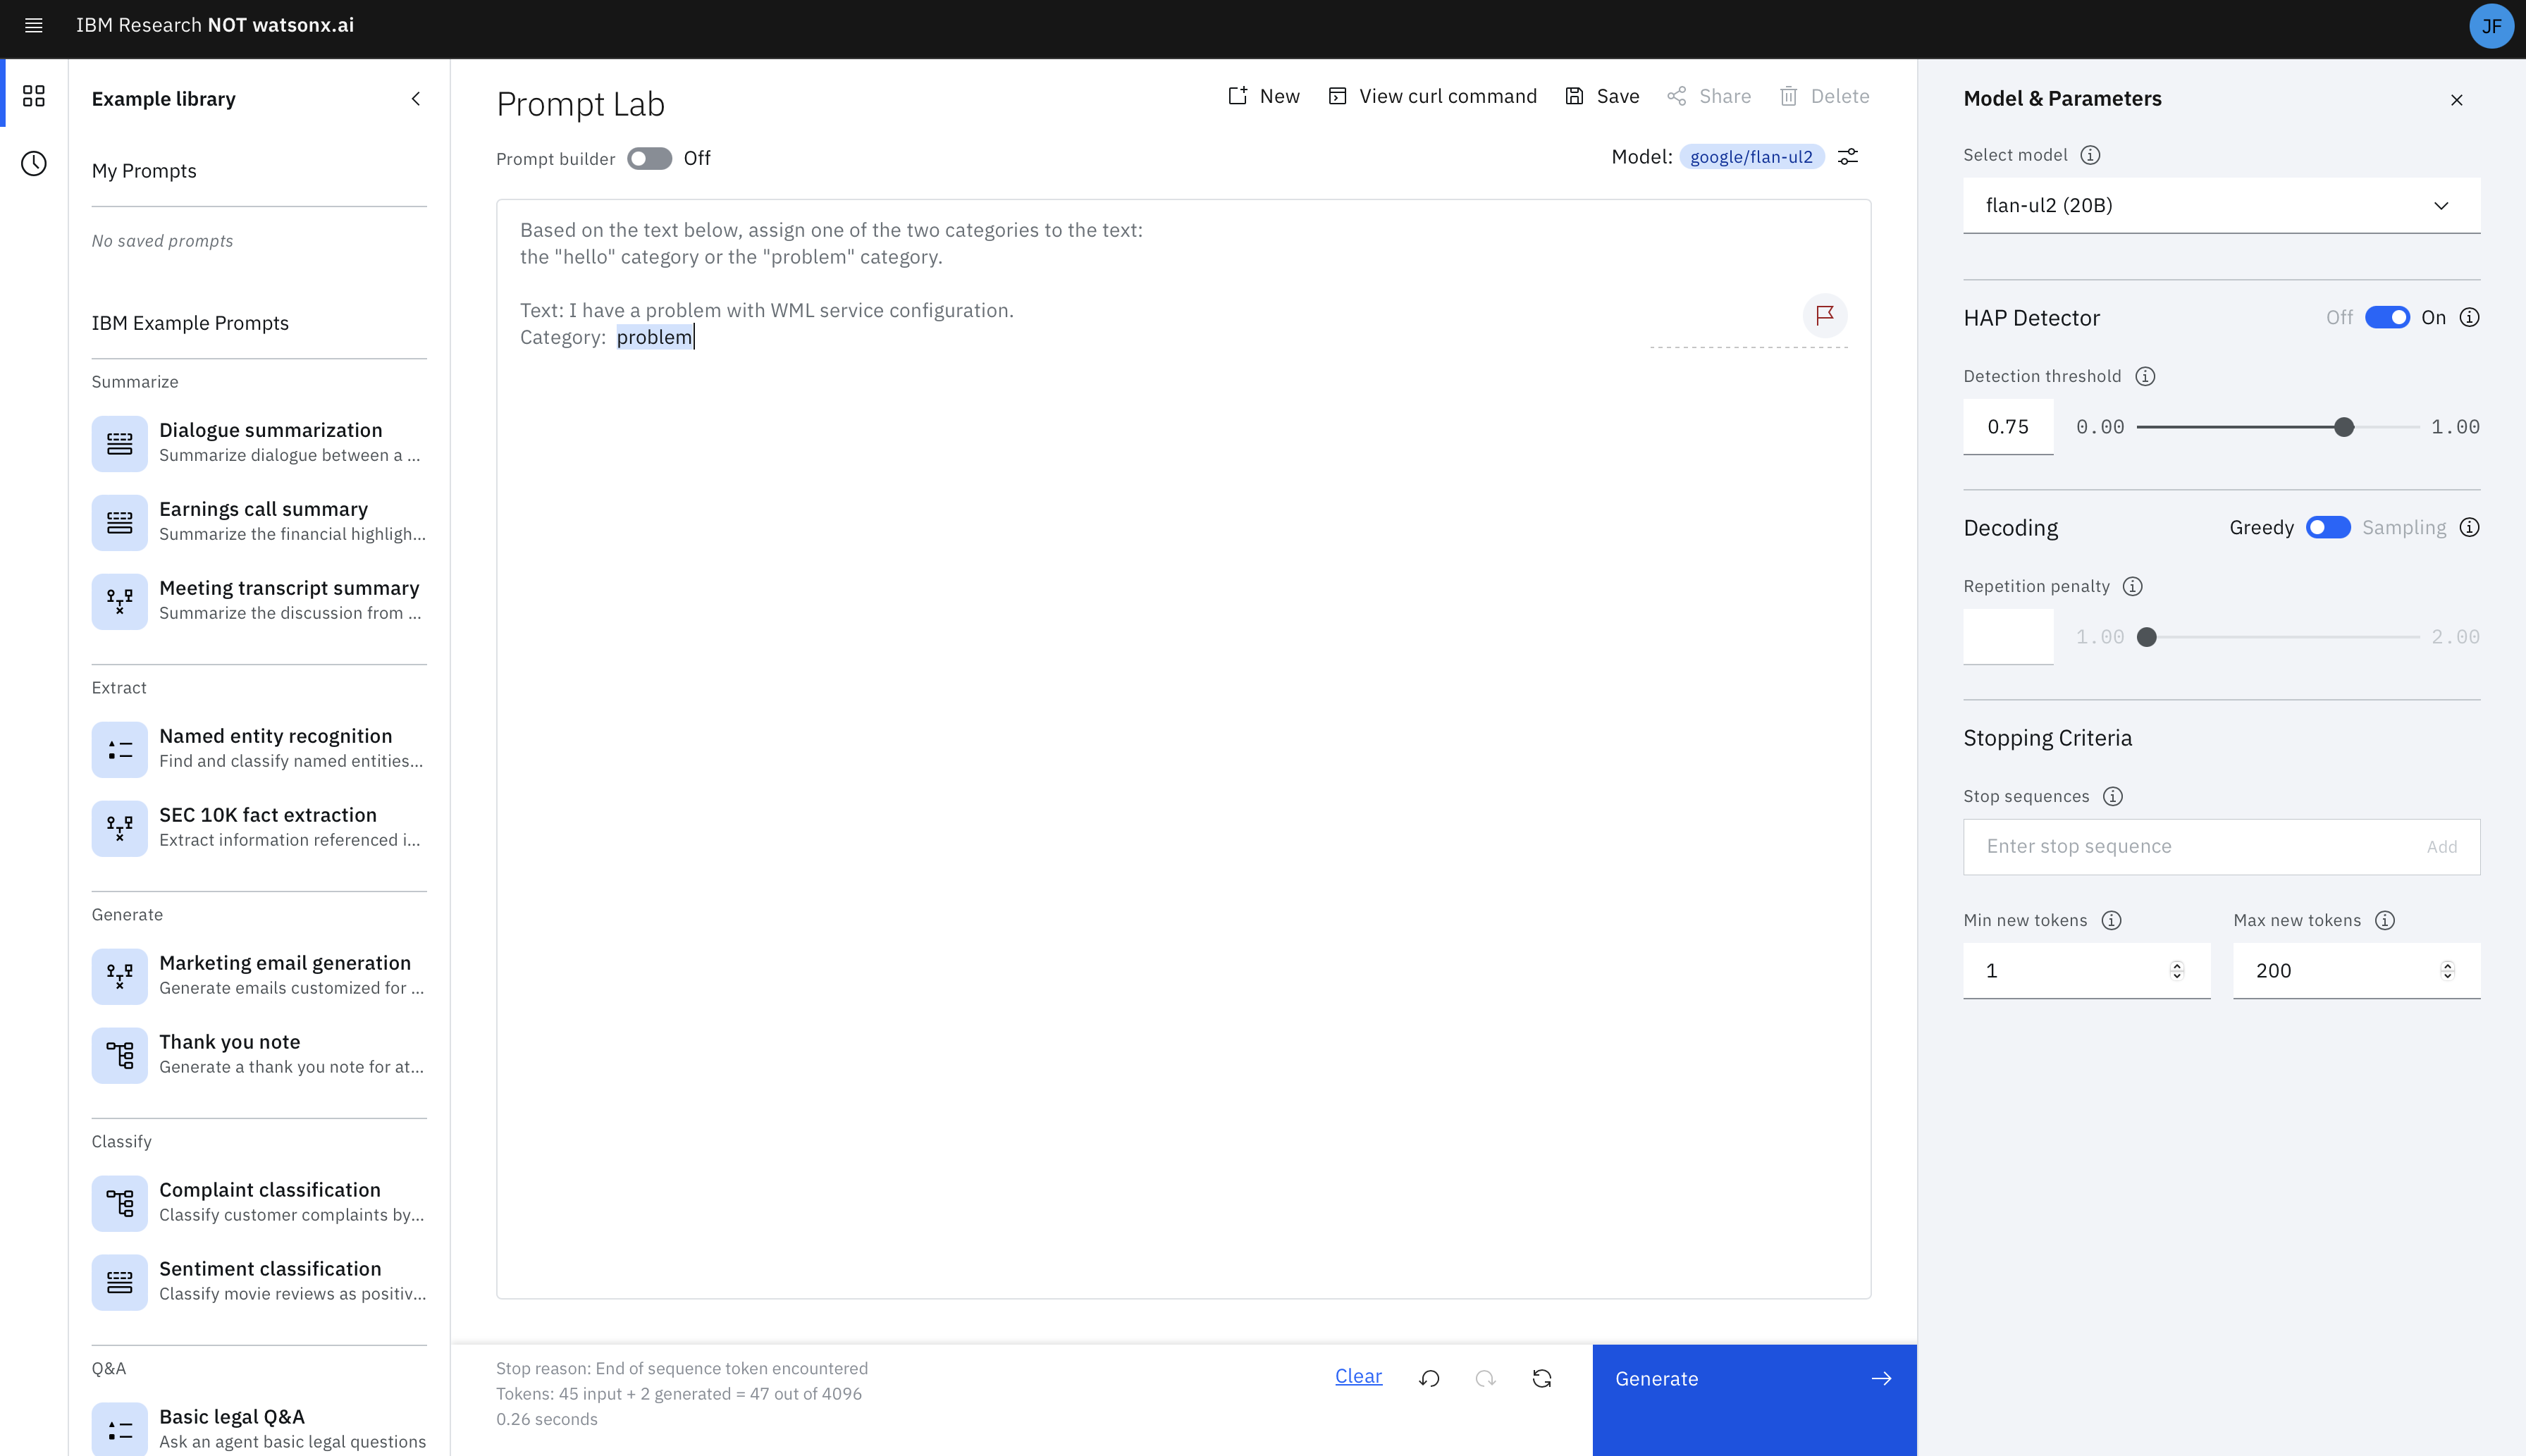 IBM Research NOT watsonx.ai
JF
Example library
My Prompts
No saved prompts
IBM Example Prompts
Summarize
Dialogue summarization
Summarize dialogue between a ...
Earnings call summary
Summarize the financial highligh...
Meeting transcript summary
Summarize the discussion from ...
Extract
Named entity recognition
Find and classify named entities...
SEC 10K fact extraction
Extract information referenced i...
Generate
Marketing email generation
Generate emails customized for ...
Thank you note
Generate a thank you note for at...
Classify
Complaint classification
Classify customer complaints by...
Sentiment classification
Classify movie reviews as positiv...
Q&A
Basic legal Q&A
Ask an agent basic legal questions
Prompt Lab
New View curl command Save Share Delete
Prompt builder Off
Model: google/flan-ul2
Based on the text below, assign one of the two categories to the text:
the "hello" category or the "problem" category.
Text: I have a problem with WML service configuration.
Category: problem
Stop reason: End of sequence token encountered
Tokens: 45 input + 2 generated = 47 out of 4096
0.26 seconds
Clear
Generate
Model & Parameters
Select model
flan-ul2 (20B)
HAP Detector Off On
Detection threshold
0.75 0.00 1.00
Decoding Greedy Sampling
Repetition penalty
1.00 2.00
Stopping Criteria
Stop sequences
Enter stop sequence Add
Min new tokens Max new tokens
1 200